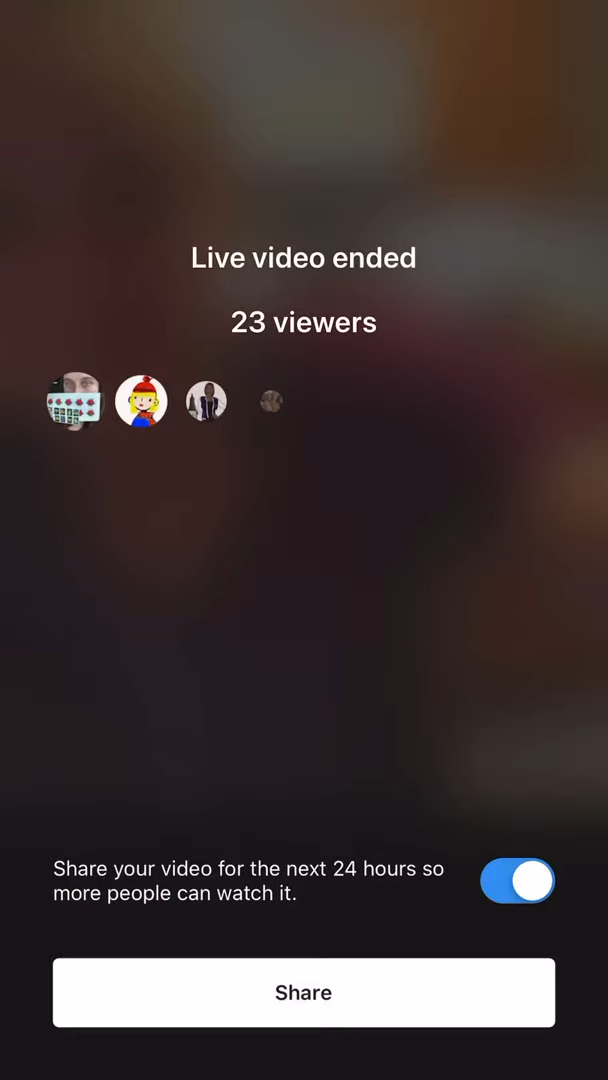 Live video ended
23 viewers
Share your video for the next 24 hours so
more people can watch it.
Share